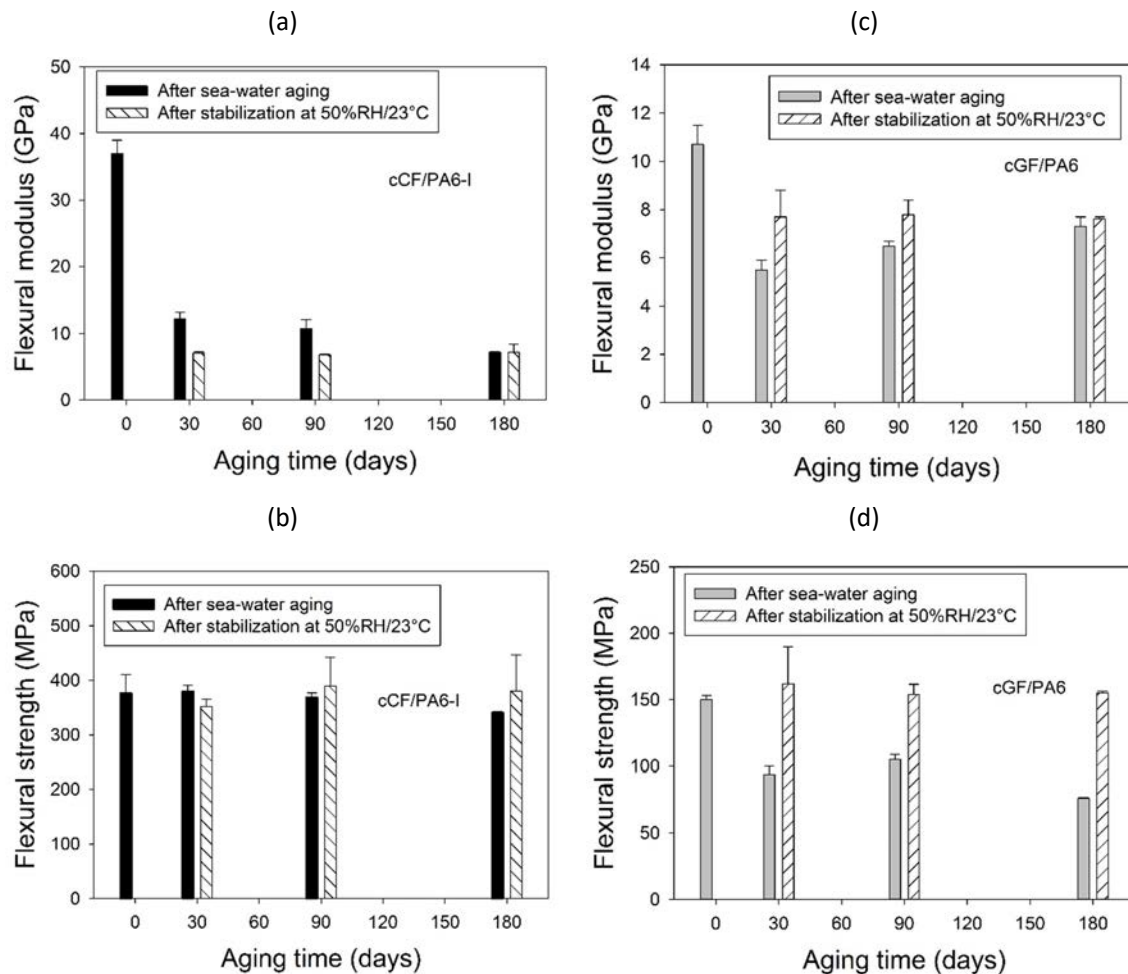 (a)
50
40
30
20
10
0
Flexural modulus (GPa)
After sea-water aging
After stabilization at 50%RH/23°C
cCF/PA6-I
0 30 60 90 120 150 180
Aging time (days)
(c)
14
12
10
8
6
4
2
0
Flexural modulus (GPa)
After sea-water aging
After stabilization at 50%RH/23°C
cGF/PA6
0 30 60 90 120 150 180
Aging time (days)
(b)
600
500
400
300
200
100
0
Flexural strength (MPa)
After sea-water aging
After stabilization at 50%RH/23°C
cCF/PA6-I
0 30 60 90 120 150 180
Aging time (days)
(d)
250
200
150
100
50
0
Flexural strength (MPa)
After sea-water aging
After stabilization at 50%RH/23°C
cGF/PA6
0 30 60 90 120 150 180
Aging time (days)